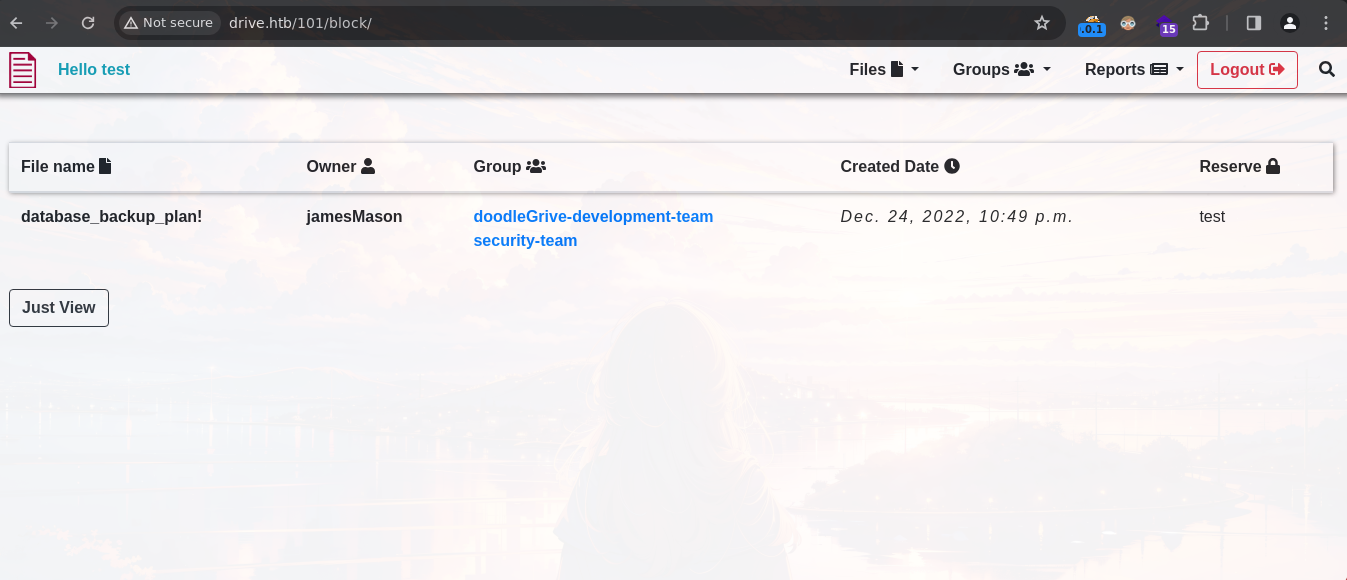 Not secure drive.htb/101/block/ .0.1 15
Hello test Files Groups Reports Logout
File name Owner Group Created Date Reserve
database_backup_plan! jamesMason doodleGrive-development-team Dec. 24, 2022, 10:49 p.m. test
security-team
Just View